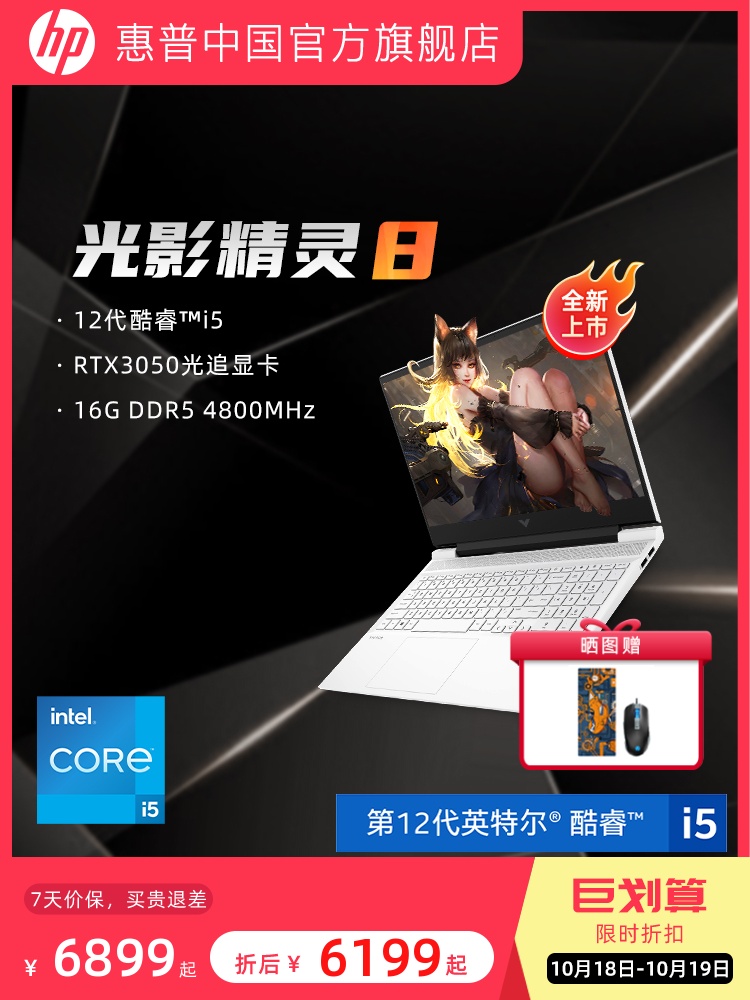 hp 惠普中国官方旗舰店
光影精灵8
· 12代酷睿™i5
· RTX3050光追显卡
· 16G DDR5 4800MHz
全新
上市
晒图赠
intel.
CORE
i5
第12代英特尔® 酷睿™ i5
7天价保，买贵退差
¥ 6899起
折后¥ 6199起
巨划算
限时折扣
10月18日-10月19日